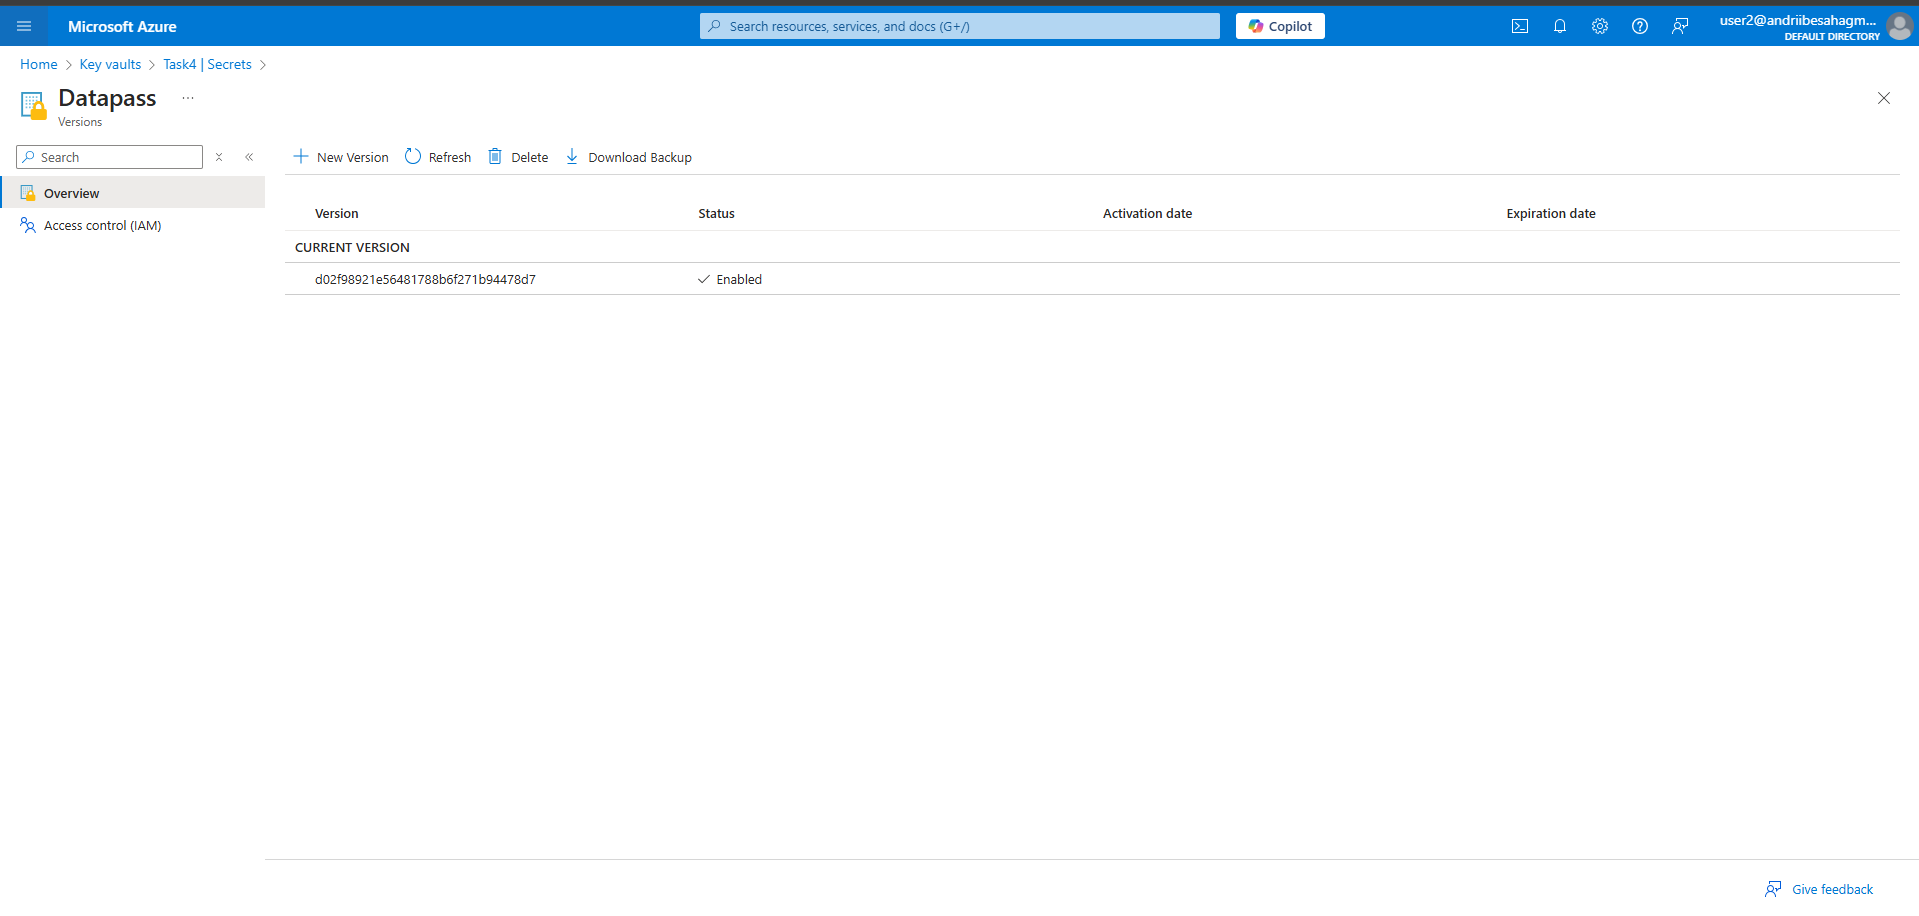 Microsoft Azure
Search resources, services, and docs (G+/)
Copilot
user2@andriibesahagm...
DEFAULT DIRECTORY
Home > Key vaults > Task4 | Secrets >
Datapass ...
Versions
Search
Overview
Access control (IAM)
New Version Refresh Delete Download Backup
Version Status Activation date Expiration date
CURRENT VERSION
d02f98921e56481788b6f271b94478d7 Enabled
Give feedback